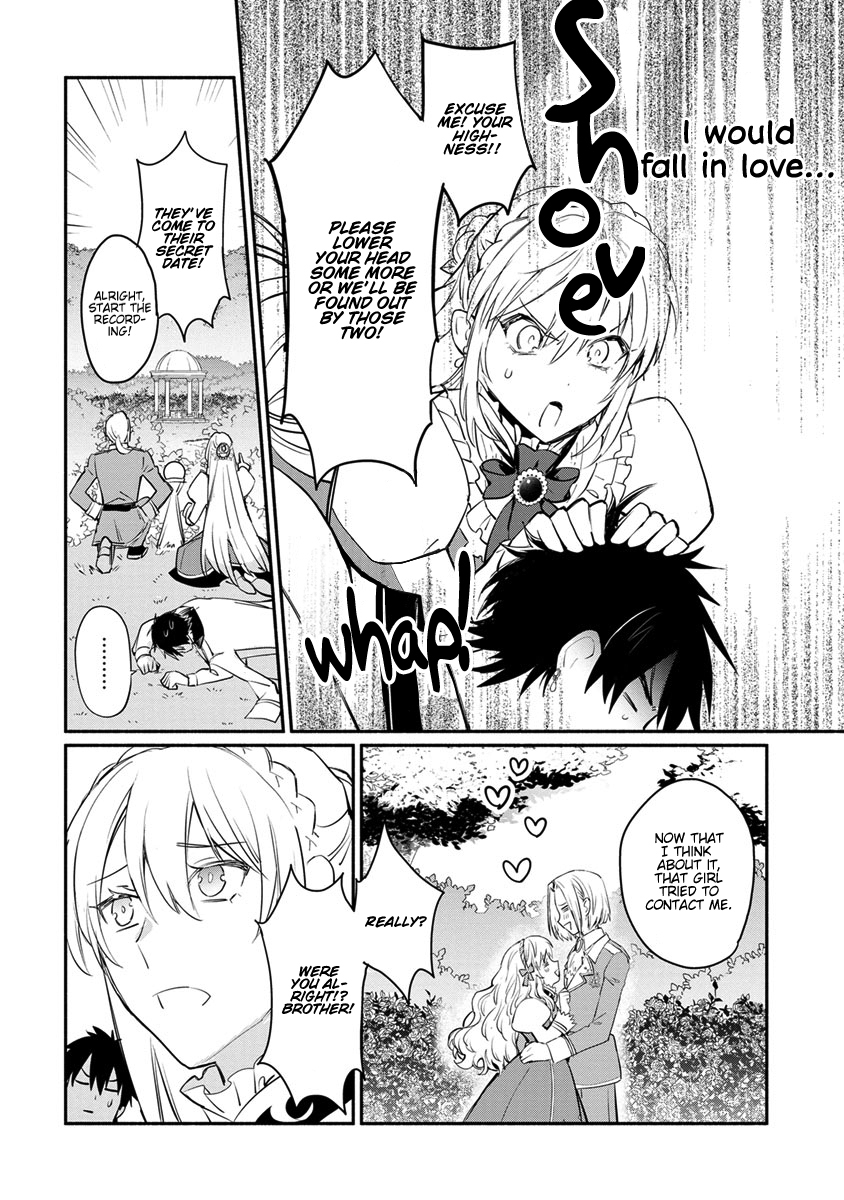 I would
fall in love...
Shove
EXCUSE
ME! YOUR
HIGH-
NESS!!
PLEASE
LOWER
YOUR HEAD
SOME MORE
OR WE'LL BE
FOUND OUT
BY THOSE
TWO!
whap!
THEY"VE
COME TO
THEIR
SECRET
DATE!
ALRIGHT,
START THE
RECORD-
ING!
.........
NOW THAT
I THINK
ABOUT IT,
THAT GIRL
TRIED TO
CONTACT ME.
REALLY?
WERE
YOU AL-
RIGHT!?
BROTHER!